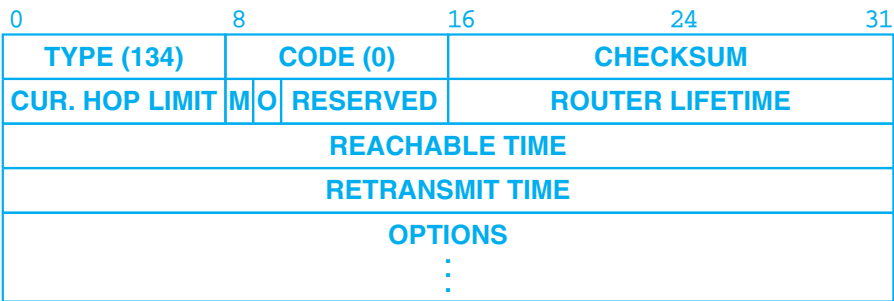 0 8 16 24 31
TYPE (134) CODE (0) CHECKSUM
CUR. HOP LIMIT M O RESERVED ROUTER LIFETIME
REACHABLE TIME
RETRANSMIT TIME
OPTIONS